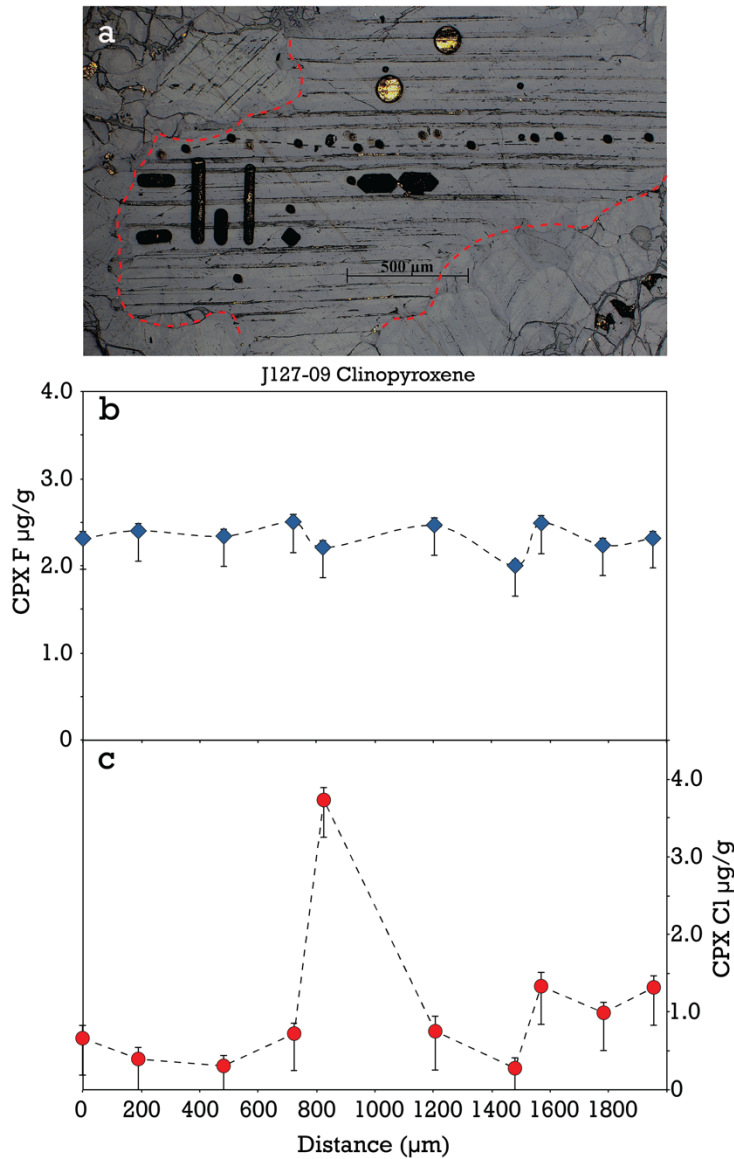 a
500 µm
J127-09 Clinopyroxene
b
4.0
3.0
2.0
1.0
0
CPX F µg/g
c
4.0
3.0
2.0
1.0
0
CPX Cl µg/g
0 200 400 600 800 1000 1200 1400 1600 1800
Distance (µm)